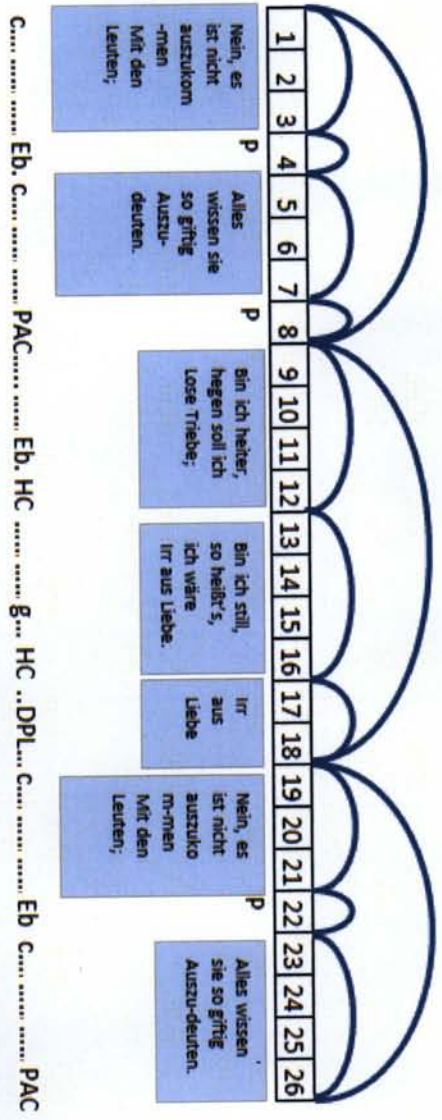 1 2 3 4 5 6 7 8 9 10 11 12 13 14 15 16 17 18 19 20 21 22 23 24 25 26
Nein, es
ist nicht
auszukom
-men
Mit den
Leuten;
P
Alles
wissen sie
so giftig
Auszu-
deuten.
P
Bin ich heiter,
hegen soll ich
Lose Triebe;
Bin ich still,
so heißt's,
ich wäre
Irr aus Liebe.
Irr
aus
Liebe
Nein, es
ist nicht
auszuko
m-men
Mit den
Leuten;
P
Alles wissen
sie so giftig
Auszu-deuten.
c.... ...... ...... Eb. c.... ...... ...... PAC..... ...... Eb. HC ...... ...... g... HC ..DPL... c.... ...... ...... Eb c.... ...... ...... PAC